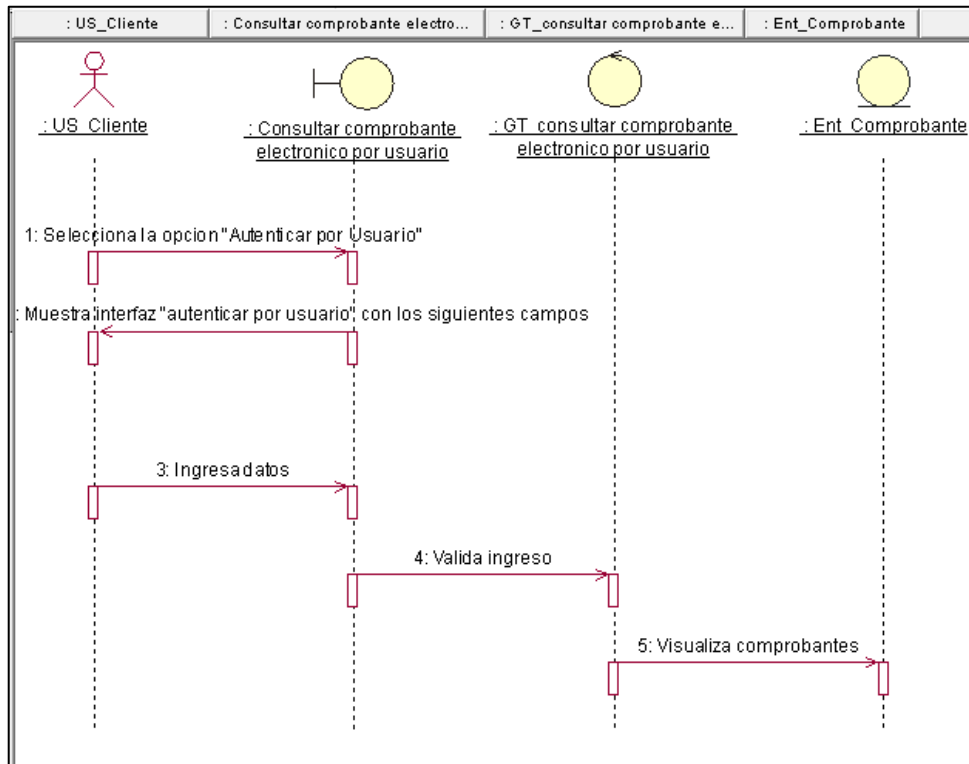 : US_Cliente
: Consultar comprobante electro...
: GT_consultar comprobante e...
: Ent_Comprobante
: US_Cliente
: Consultar comprobante
electronico por usuario
: GT_consultar comprobante
electronico por usuario
: Ent_Comprobante
1: Selecciona la opcion "Autenticar por Usuario"
: Muestra interfaz "autenticar por usuario" con los siguientes campos
3: Ingresa datos
4: Valida ingreso
5: Visualiza comprobantes